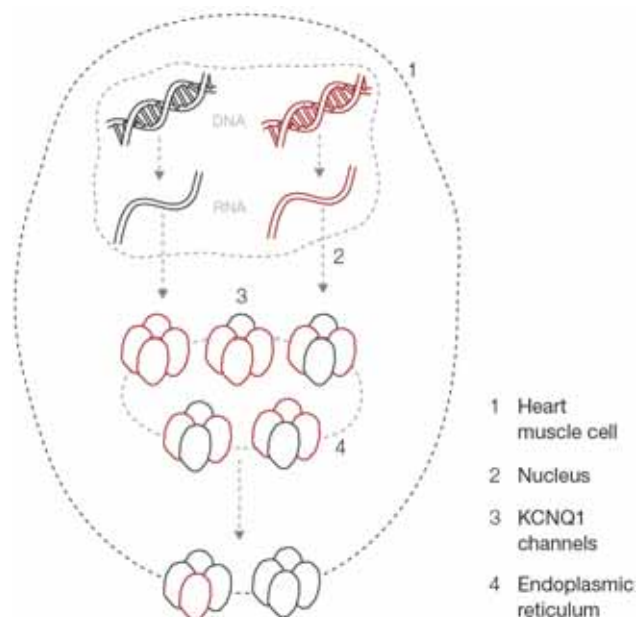 1
DNA
RNA
2
3
4
1 Heart
muscle cell
2 Nucleus
3 KCNQ1
channels
4 Endoplasmic
reticulum